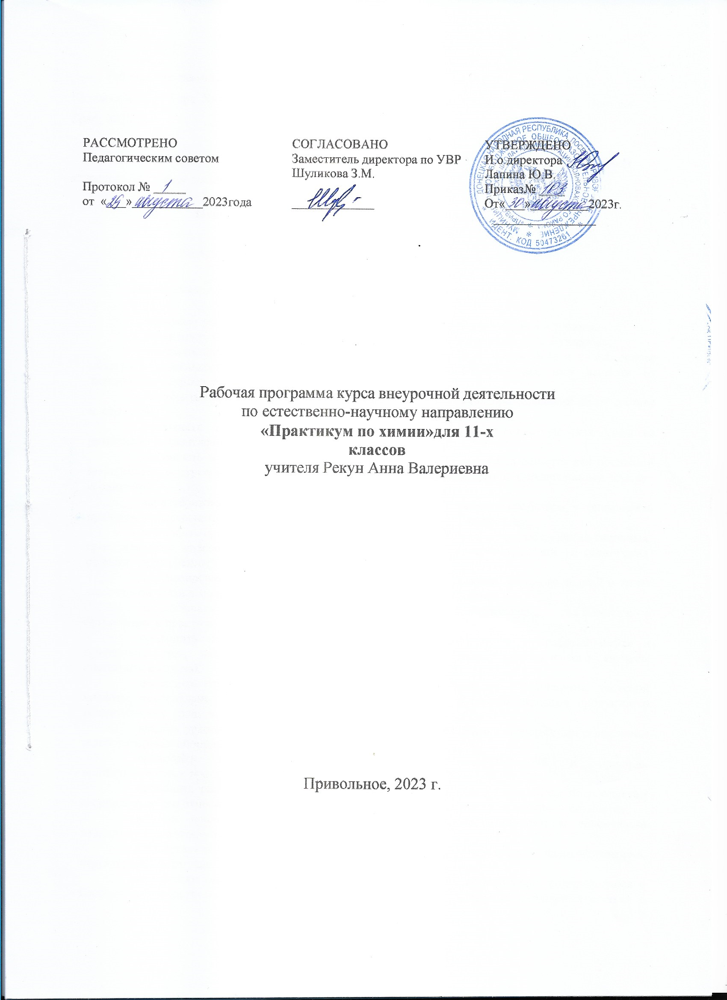 РАССМОТРЕНО
Педагогическим советом
Протокол № 1
от « » августа 2023года
СОГЛАСОВАНО
Заместитель директора по УВР
Шуликова З.М.
УТВЕРЖДЕНО
И.о.директора
Лапина Ю.В.
Приказ№ 103
От« 30 » августа 2023г.
ДОНЕЦКАЯ НАРОДНАЯ РЕСПУБЛИКА
ИДЕНТ. КОД 50473261
Рабочая программа курса внеурочной деятельности
по естественно-научному направлению
«Практикум по химии»для 11-х
классов
учителя Рекун Анна Валериевна
Привольное, 2023 г.